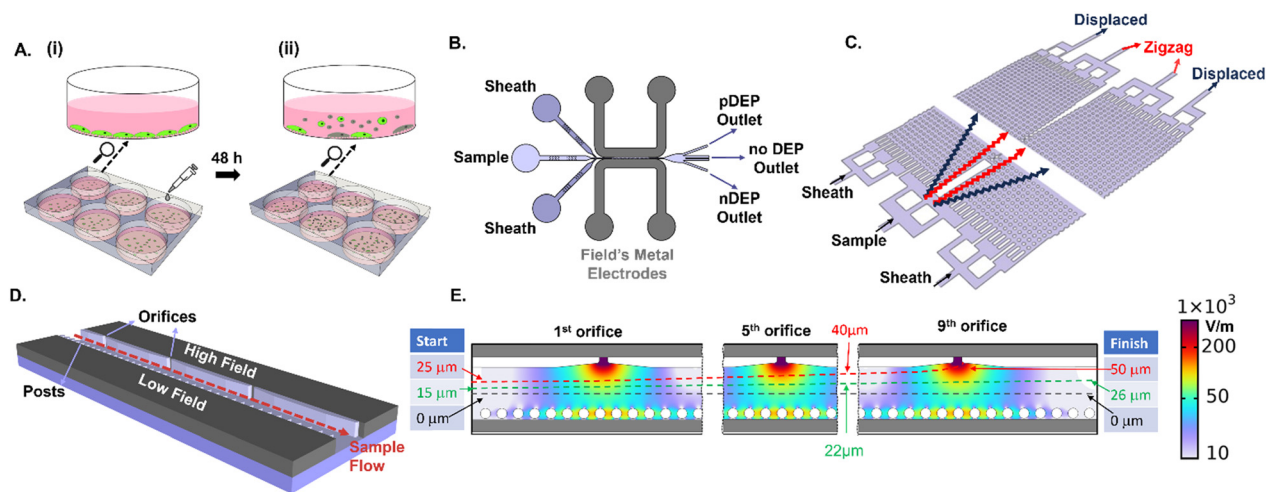 A.
(i)
(ii)
48 h
B.
Sheath
Sample
Sheath
pDEP
Outlet
no DEP
Outlet
nDEP
Outlet
Field's Metal
Electrodes
C.
Displaced
Zigzag
Displaced
Sheath
Sample
Sheath
D.
Orifices
High Field
Posts
Low Field
Sample
Flow
E.
1st orifice
5th orifice
40μm
9th orifice
Start
25 μm
15 μm
0 μm
22μm
Finish
50 μm
26 μm
0 μm
1×10³
V/m
200
50
10